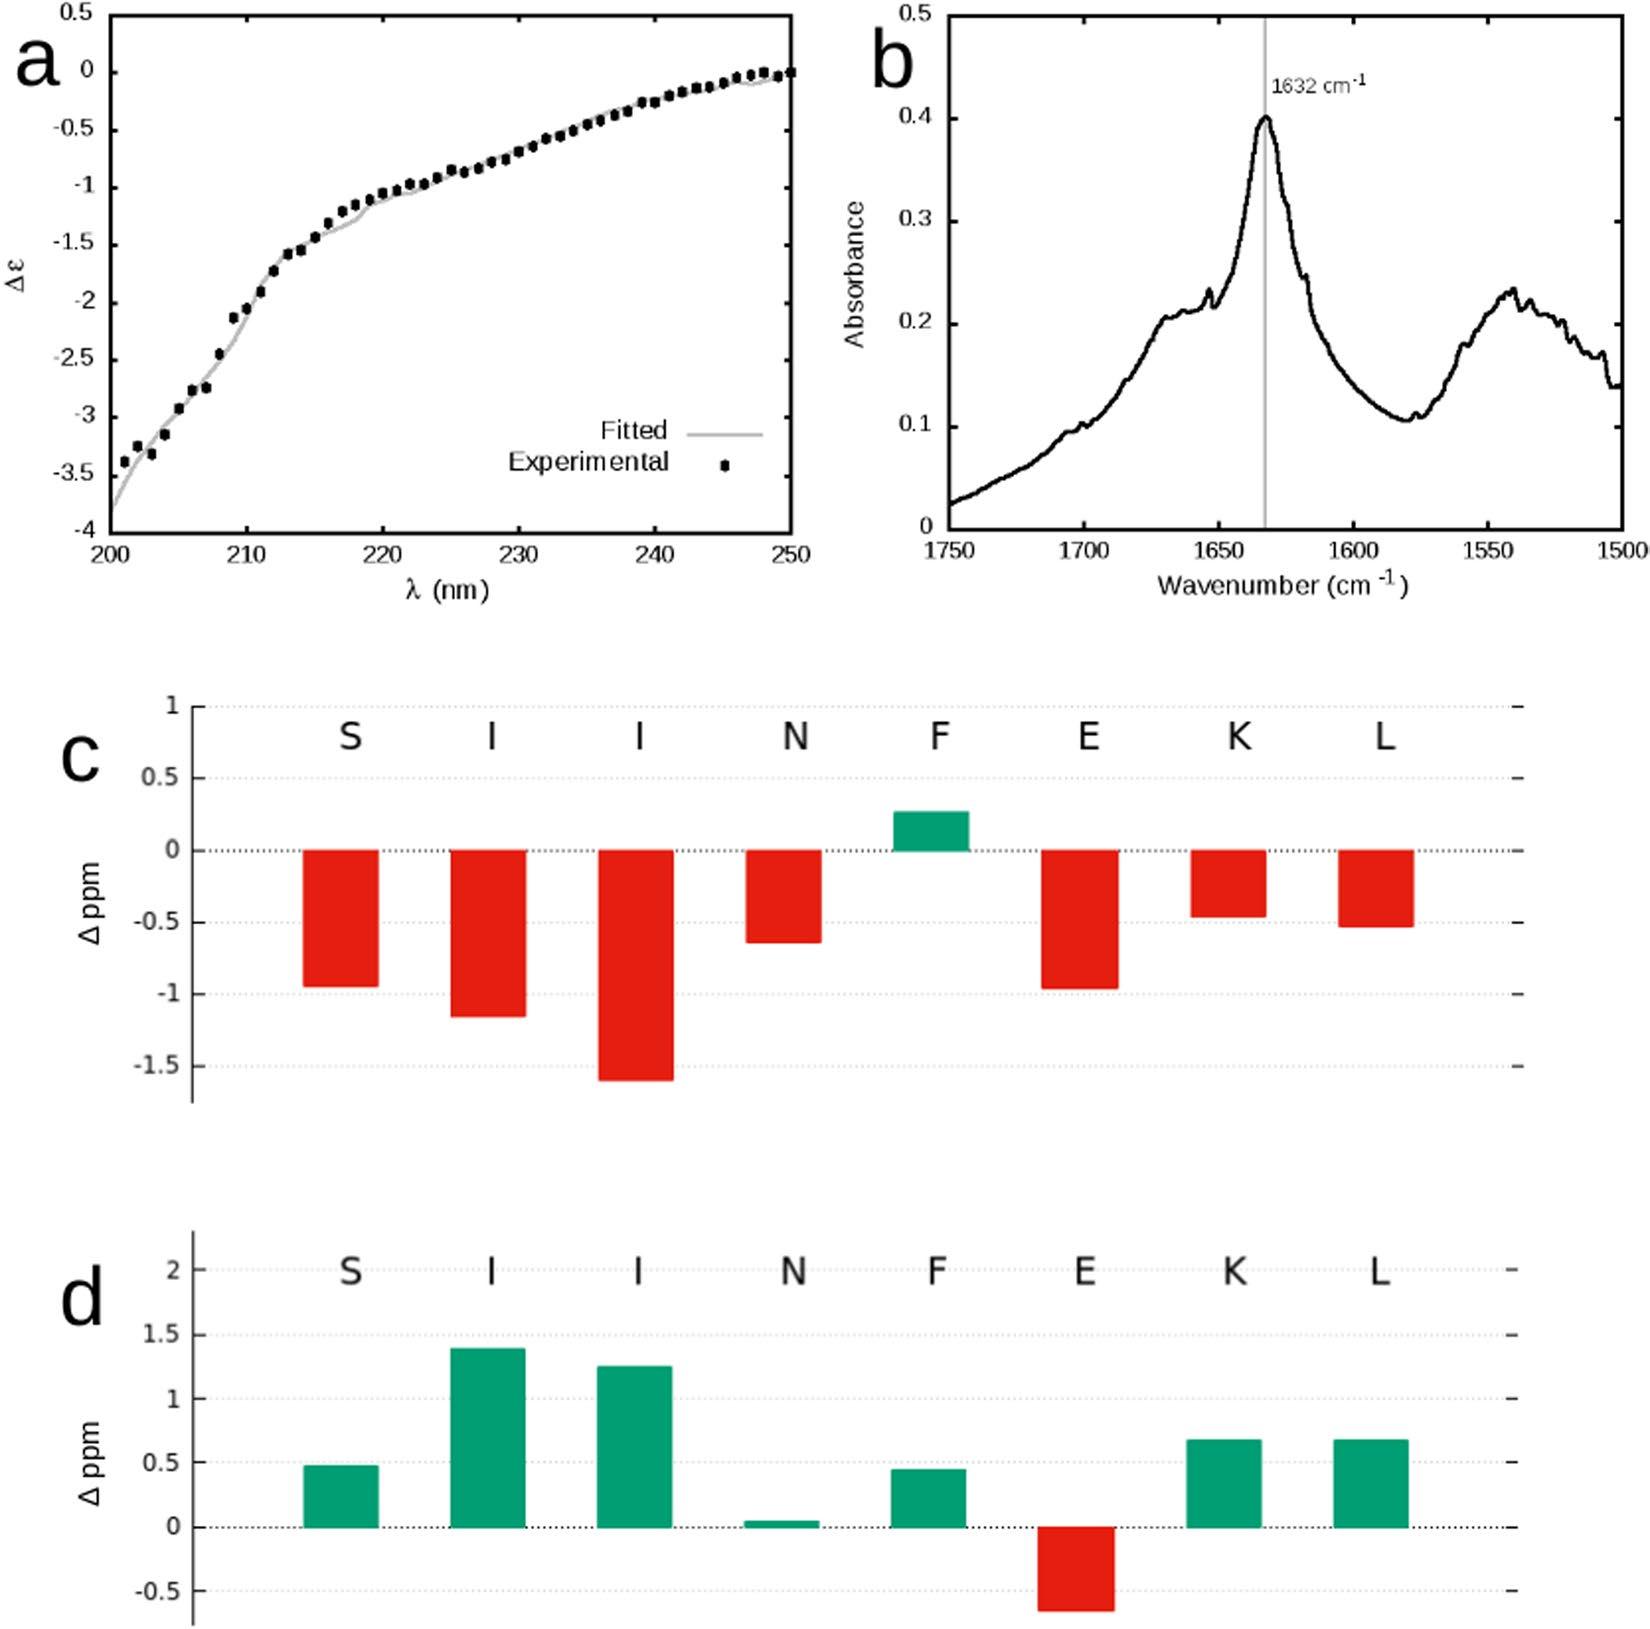 a
0.5
0
-0.5
-1
-1.5
-2
-2.5
-3
-3.5
-4
Δε
Fitted
Experimental
200 210 220 230 240 250
λ (nm)
b
0.5
0.4
0.3
0.2
0.1
0
Absorbance
1632 cm-1
1750 1700 1650 1600 1550 1500
Wavenumber (cm -1)
c
1
0.5
0
-0.5
-1
-1.5
Δ ppm
S I I N F E K L
d
2
1.5
1
0.5
0
-0.5
Δ ppm
S I I N F E K L